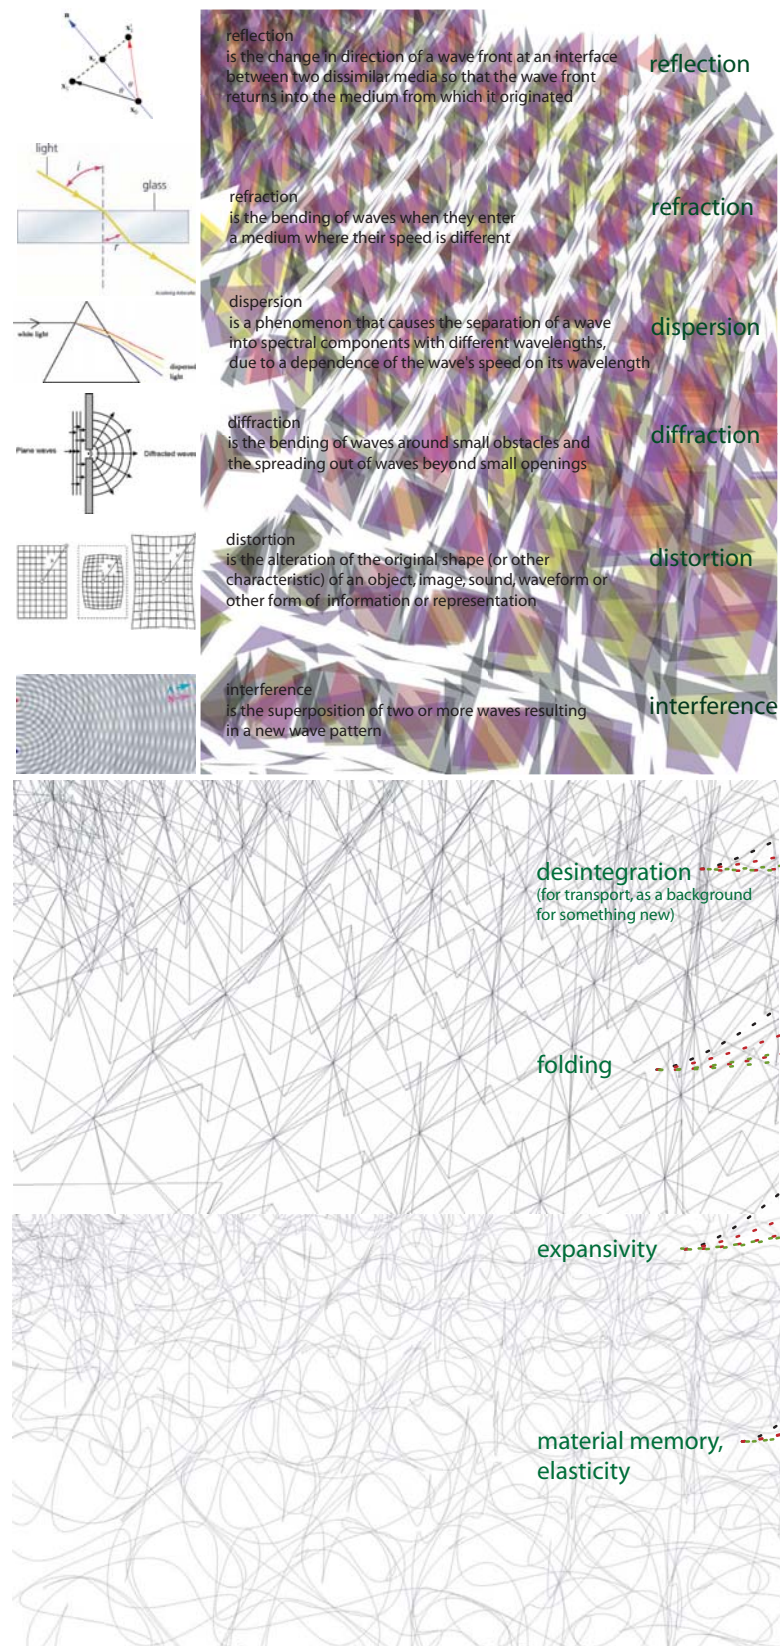 reflection
is the change in direction of a wave front at an interface
between two dissimilar media so that the wave front
returns into the medium from which it originated
reflection
light
i
glass
r
refraction
is the bending of waves when they enter
a medium where their speed is different
refraction
white light
dispersed
light
dispersion
is a phenomenon that causes the separation of a wave
into spectral components with different wavelengths,
due to a dependence of the wave's speed on its wavelength
dispersion
Plane waves
Diffracted waves
diffraction
is the bending of waves around small obstacles and
the spreading out of waves beyond small openings
diffraction
distortion
is the alteration of the original shape (or other
characteristic) of an object, image, sound, waveform or
other form of information or representation
distortion
interference
is the superposition of two or more waves resulting
in a new wave pattern
interference
desintegration
(for transport, as a background
for something new)
folding
expansivity
material memory,
elasticity